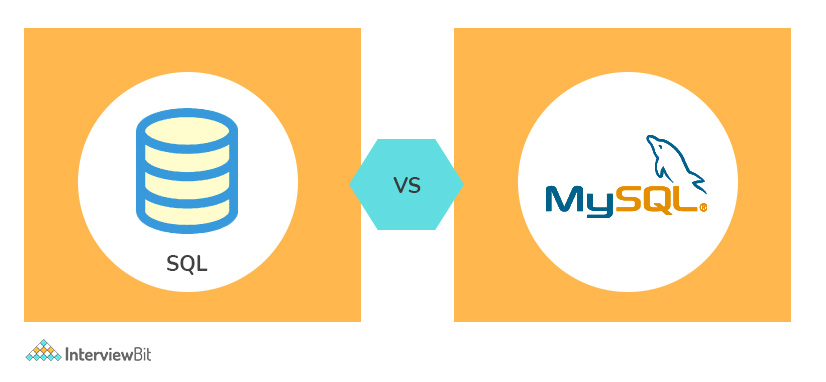 SQL
VS
MySQL®
InterviewBit